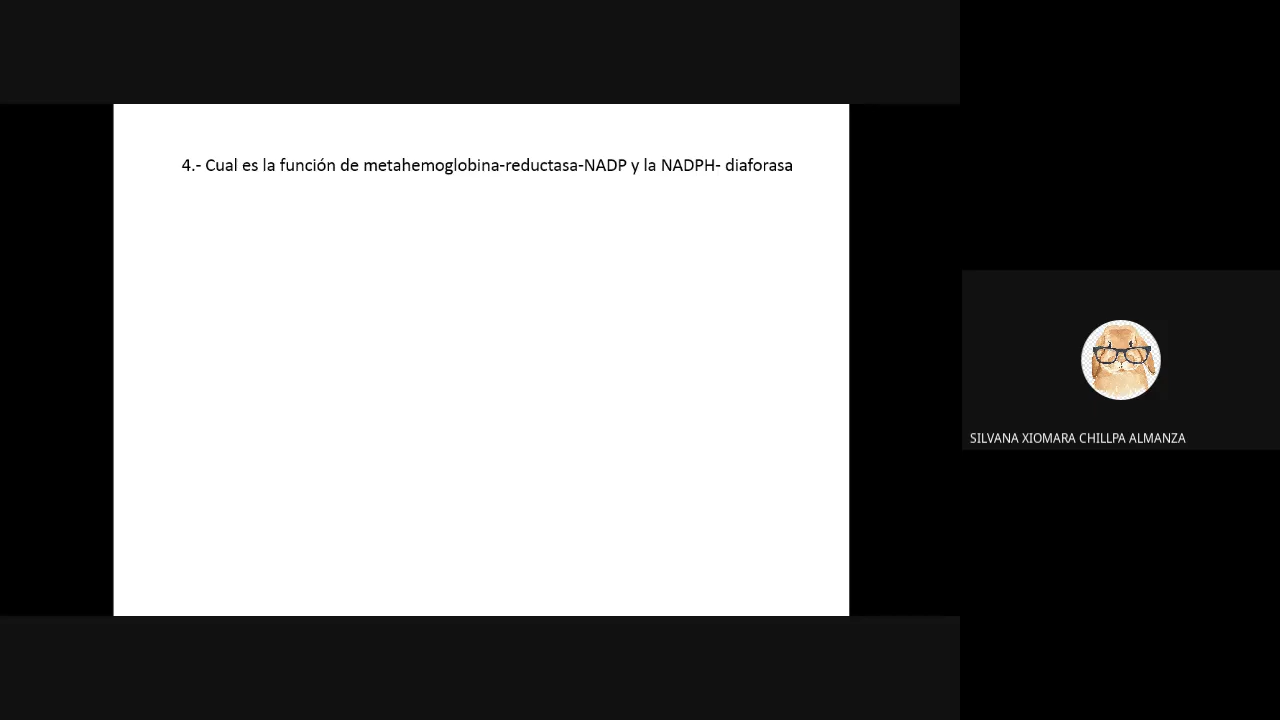 4.- Cual es la función de metahemoglobina-reductasa-NADP y la NADPH- diaforasa
SILVANA XIOMARA CHILLPA ALMANZA